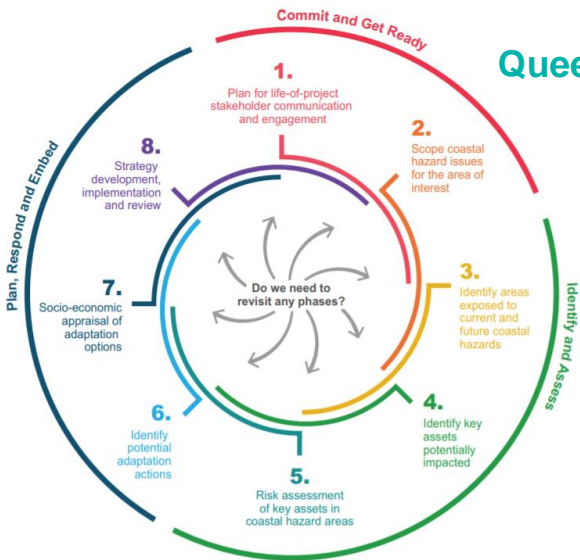 Commit and Get Ready
Quee
1.
Plan for life-of-project
stakeholder communication
and engagement
2.
Scope coastal
hazard issues
for the area of
interest
3.
Identify areas
exposed to
current and
future coastal
hazards
Identify and Assess
4.
Identify key
assets
potentially
impacted
5.
Risk assessment
of key assets in
coastal hazard areas
6.
Identify
potential
adaptation
actions
7.
Socio-economic
appraisal of
adaptation
options
8.
Strategy
development,
implementation
and review
Plan, Respond and Embed
Do we need to
revisit any phases?